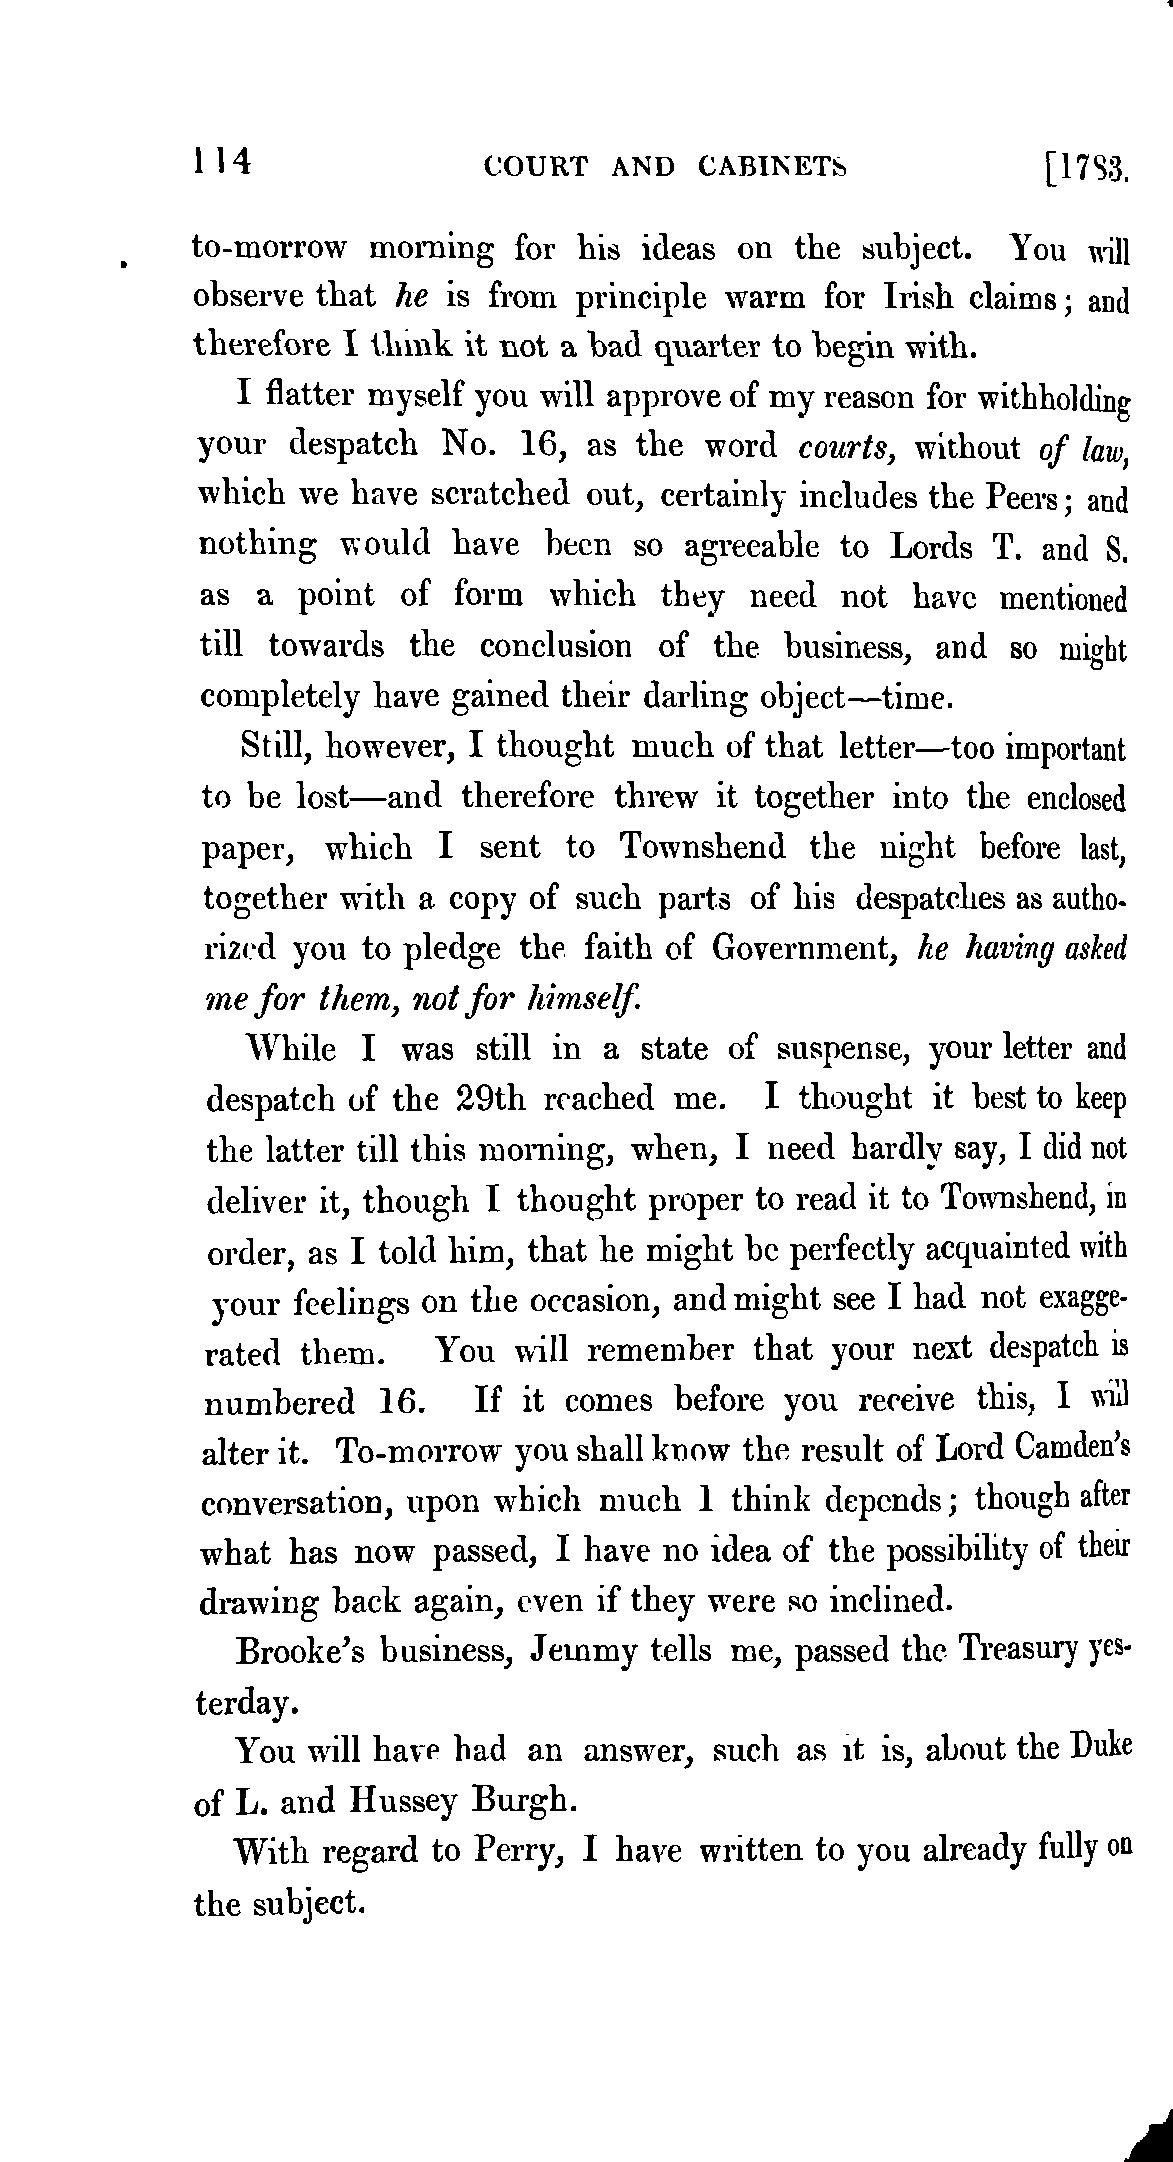 114 COURT AND CABINETS [1783.
to-morrow morning for his ideas on the subject. You will
observe that he is from principle warm for Irish claims; and
therefore I think it not a bad quarter to begin with.
I flatter myself you will approve of my reason for withholding
your despatch No. 16, as the word courts, without of law,
which we have scratched out, certainly includes the Peers; and
nothing would have been so agreeable to Lords T. and S.
as a point of form which they need not have mentioned
till towards the conclusion of the business, and so might
completely have gained their darling object—time.
Still, however, I thought much of that letter—too important
to be lost—and therefore threw it together into the enclosed
paper, which I sent to Townshend the night before last,
together with a copy of such parts of his despatches as autho-
rized you to pledge the faith of Government, he having asked
me for them, not for himself.
While I was still in a state of suspense, your letter and
despatch of the 29th reached me. I thought it best to keep
the latter till this morning, when, I need hardly say, I did not
deliver it, though I thought proper to read it to Townshend, in
order, as I told him, that he might be perfectly acquainted with
your feelings on the occasion, and might see I had not exagge-
rated them. You will remember that your next despatch is
numbered 16. If it comes before you receive this, I will
alter it. To-morrow you shall know the result of Lord Camden's
conversation, upon which much I think depends; though after
what has now passed, I have no idea of the possibility of their
drawing back again, even if they were so inclined.
Brooke's business, Jemmy tells me, passed the Treasury yes-
terday.
You will have had an answer, such as it is, about the Duke
of L. and Hussey Burgh.
With regard to Perry, I have written to you already fully on
the subject.